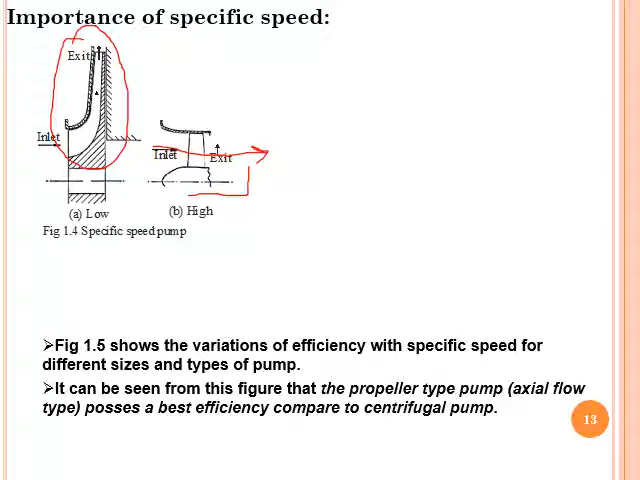 Importance of specific speed:
Exit
Inlet
Inlet
Exit
(a) Low
(b) High
Fig 1.4 Specific speed pump
➢Fig 1.5 shows the variations of efficiency with specific speed for
different sizes and types of pump.
➢It can be seen from this figure that the propeller type pump (axial flow
type) posses a best efficiency compare to centrifugal pump.
13